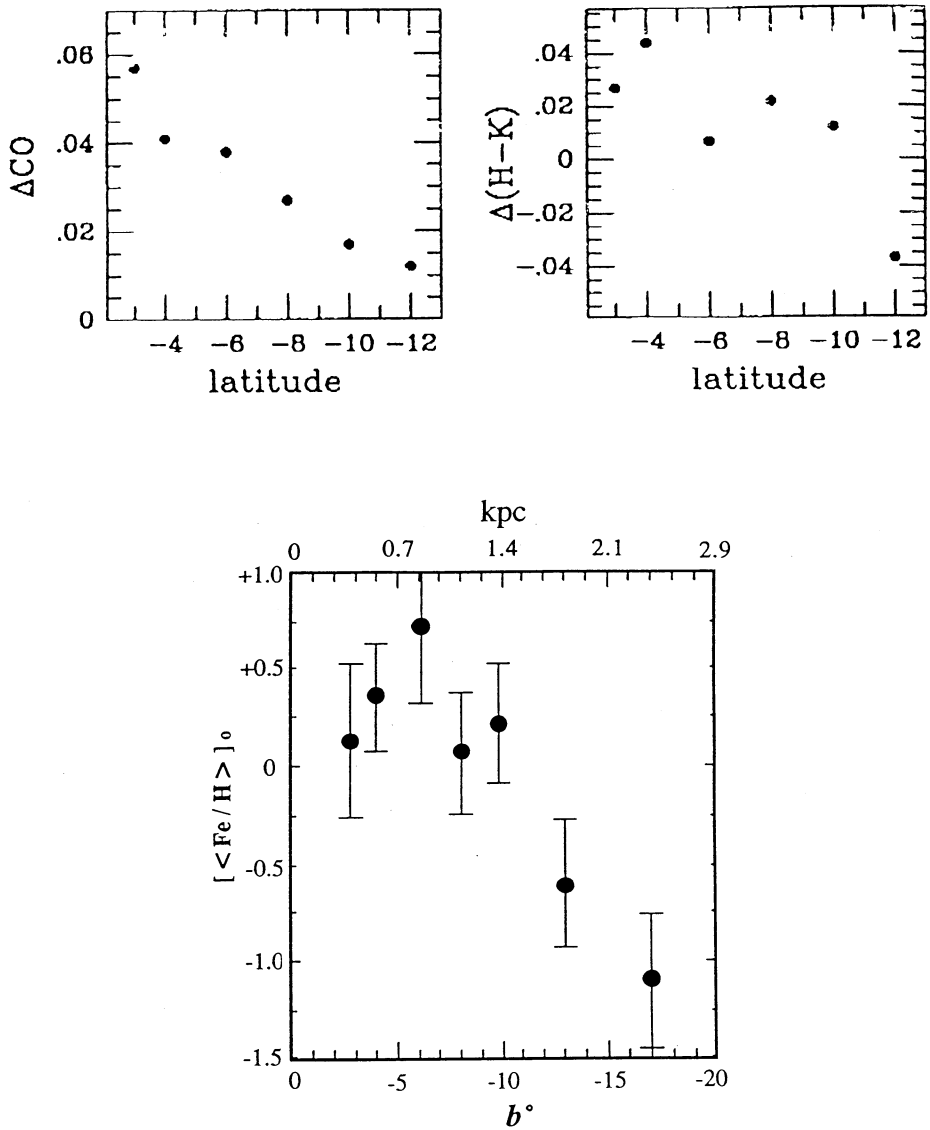 .06
.04
.02
0
ΔCO
-4 -6 -8 -10 -12
latitude
.04
.02
0
-.02
-.04
Δ(H-K)
-4 -6 -8 -10 -12
latitude
kpc
0 0.7 1.4 2.1 2.9
+1.0
+0.5
0
-0.5
-1.0
-1.5
[<Fe/H>]₀
0 -5 -10 -15 -20
b°